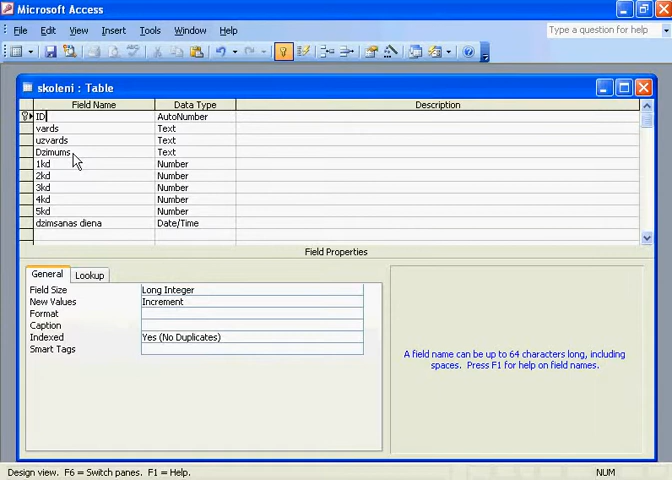 Microsoft Access
File Edit View Insert Tools Window Help Type a question for help
skoleni : Table
Field Name Data Type Description
ID AutoNumber
vards Text
uzvards Text
Dzimums Text
1kd Number
2kd Number
3kd Number
4kd Number
5kd Number
dzimsanas diena Date/Time
Field Properties
General Lookup
Field Size Long Integer
New Values Increment
Format
Caption
Indexed Yes (No Duplicates)
Smart Tags
A field name can be up to 64 characters long, including
spaces. Press F1 for help on field names.
Design view. F6 = Switch panes. F1 = Help. NUM